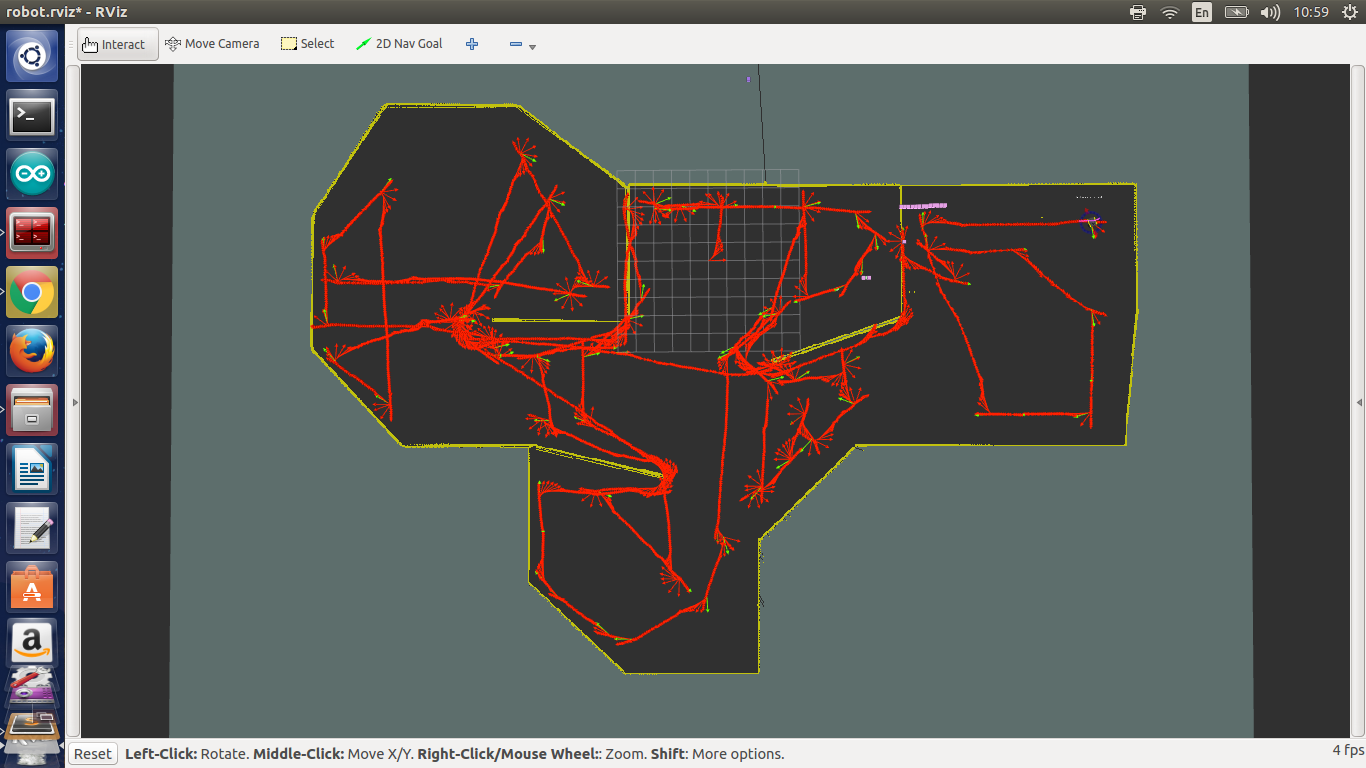 robot.rviz* - RViz
En
10:59
Interact
Move Camera
Select
2D Nav Goal
Reset
Left-Click: Rotate. Middle-Click: Move X/Y. Right-Click/Mouse Wheel:: Zoom. Shift: More options.
4 fps